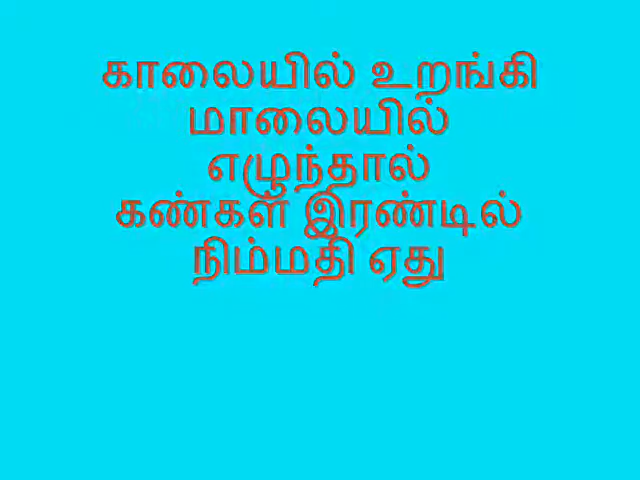 காலையில் உறங்கி
மாலையில்
எழுந்தால்
கண்கள் இரண்டில்
நிம்மதி ஏது